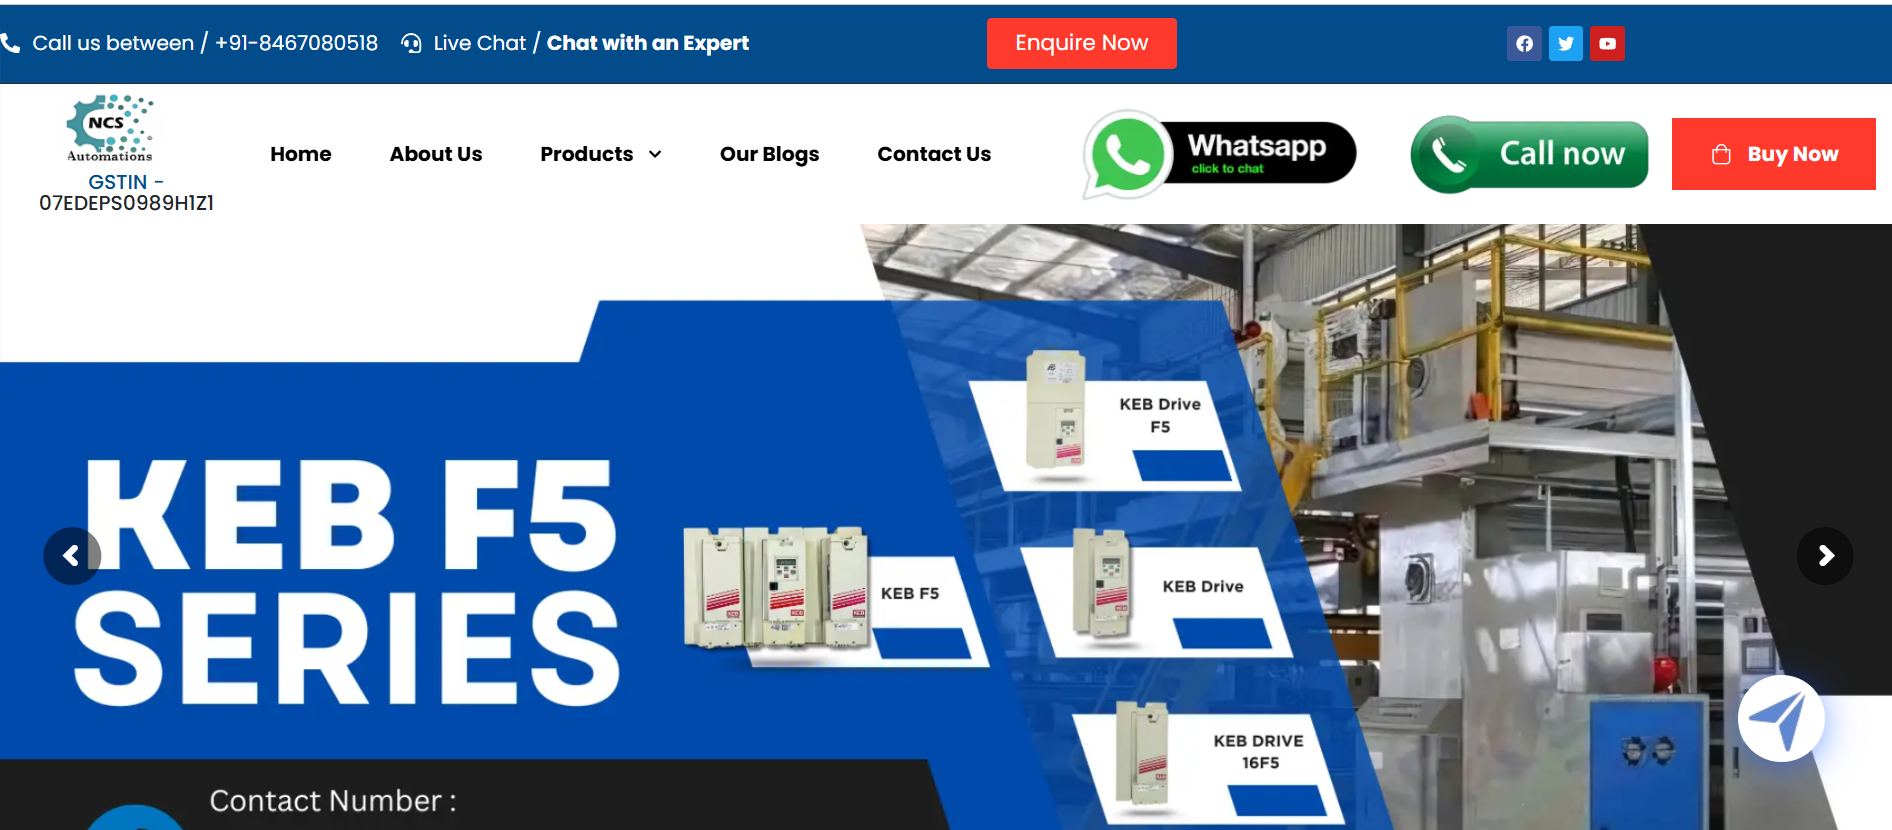 Call us between / +91-8467080518
Live Chat / Chat with an Expert
Enquire Now
NCS
Automations
GSTIN -
07EDEPS0989H1Z1
Home
About Us
Products
Our Blogs
Contact Us
Whatsapp
click to chat
Call now
Buy Now
KEB F5
SERIES
KEB F5
KEB Drive
F5
KEB Drive
KEB DRIVE
16F5
Contact Number :